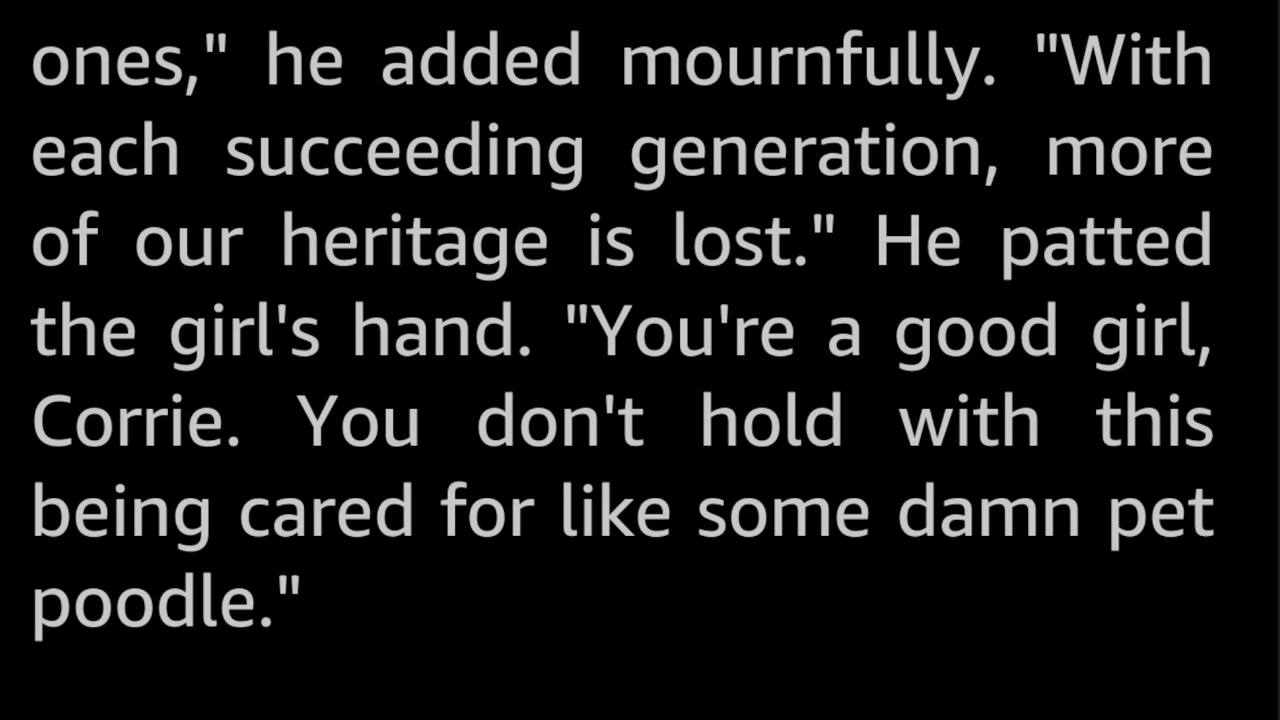 ones," he added mournfully. "With
each succeeding generation, more
of our heritage is lost." He patted
the girl's hand. "You're a good girl,
Corrie. You don't hold with this
being cared for like some damn pet
poodle."